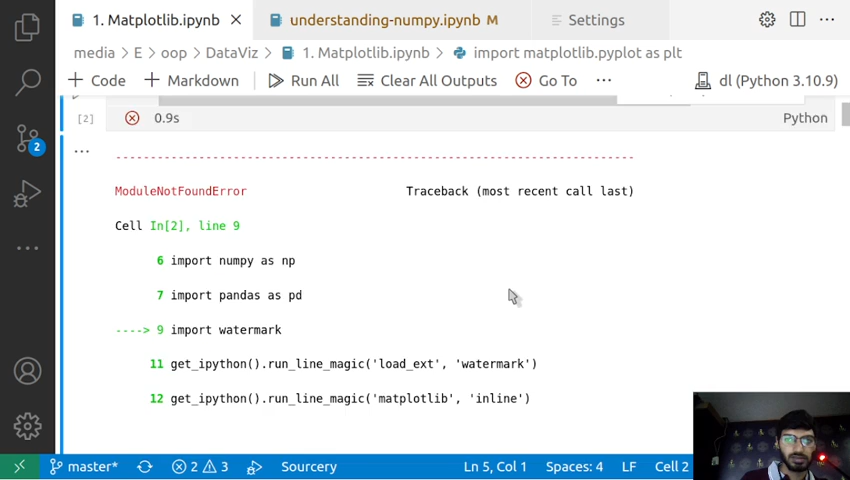 1. Matplotlib.ipynb
understanding-numpy.ipynb M
Settings
media > E > oop > DataViz > 1. Matplotlib.ipynb > import matplotlib.pyplot as plt
+ Code + Markdown Run All Clear All Outputs Go To ... dl (Python 3.10.9)
[2] 0.9s Python
...
---------------------------------------------------------------------------
ModuleNotFoundError Traceback (most recent call last)
Cell In[2], line 9
6 import numpy as np
7 import pandas as pd
----> 9 import watermark
11 get_ipython().run_line_magic('load_ext', 'watermark')
12 get_ipython().run_line_magic('matplotlib', 'inline')
2
master* 2 3 Sourcery Ln 5, Col 1 Spaces: 4 LF Cell 2